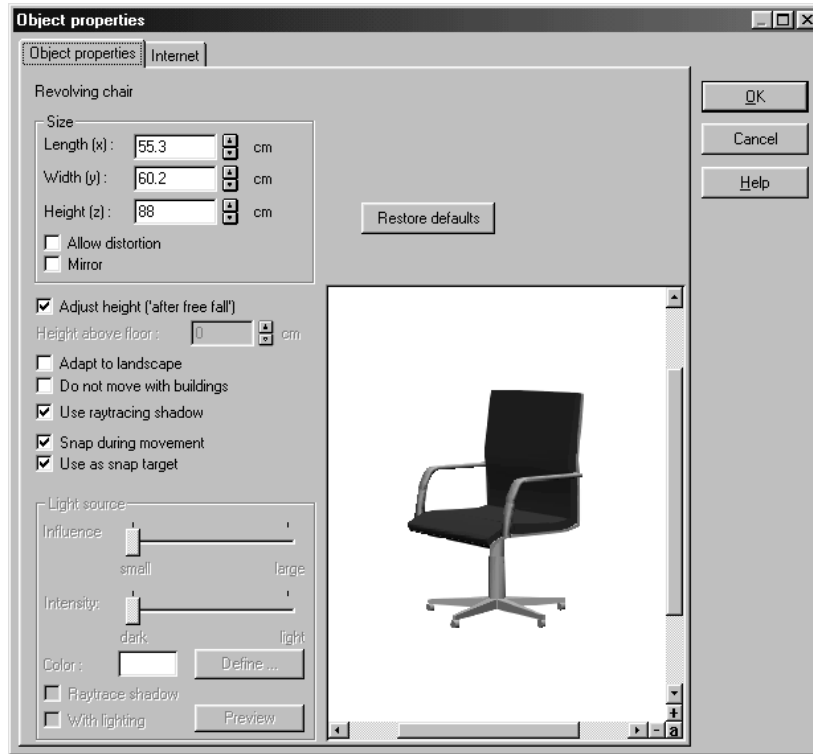 Object properties
Object properties Internet
Revolving chair
OK
Size
Length (x) : 55.3 cm
Cancel
Width (y) : 60.2 cm
Help
Height (z) : 88 cm
Restore defaults
Allow distortion
Mirror
Adjust height ('after free fall')
Height above floor : 0 cm
Adapt to landscape
Do not move with buildings
Use raytracing shadow
Snap during movement
Use as snap target
Light source
Influence
small large
Intensity:
dark light
Color : Define ...
Raytrace shadow
With lighting Preview
+
- a